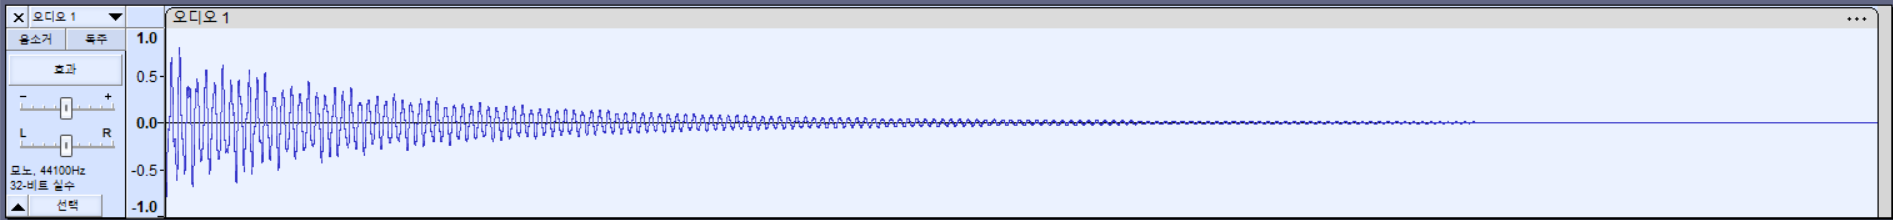 오디오 1
오디오 1
음소거 독주
효과
- +
L R
모노, 44100Hz
32-비트 실수
선택
1.0
0.5
0.0
-0.5
-1.0